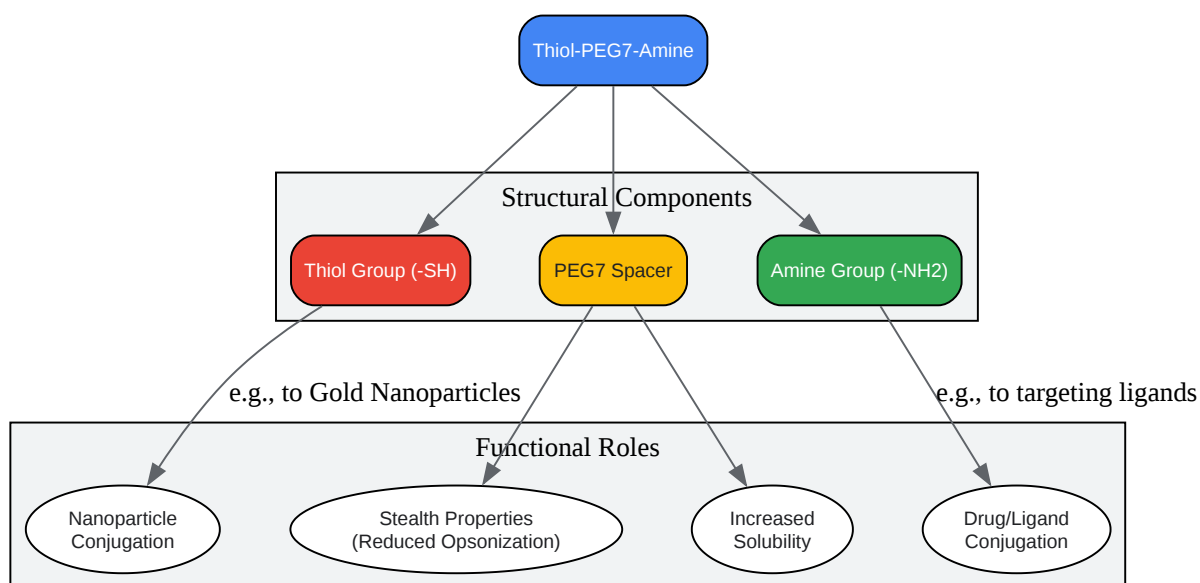 Thiol-PEG7-Amine
Structural Components
Thiol Group (-SH)
PEG7 Spacer
Amine Group (-NH2)
e.g., to Gold Nanoparticles
e.g., to targeting ligands
Functional Roles
Nanoparticle
Conjugation
Stealth Properties
(Reduced Opsonization)
Increased
Solubility
Drug/Ligand
Conjugation